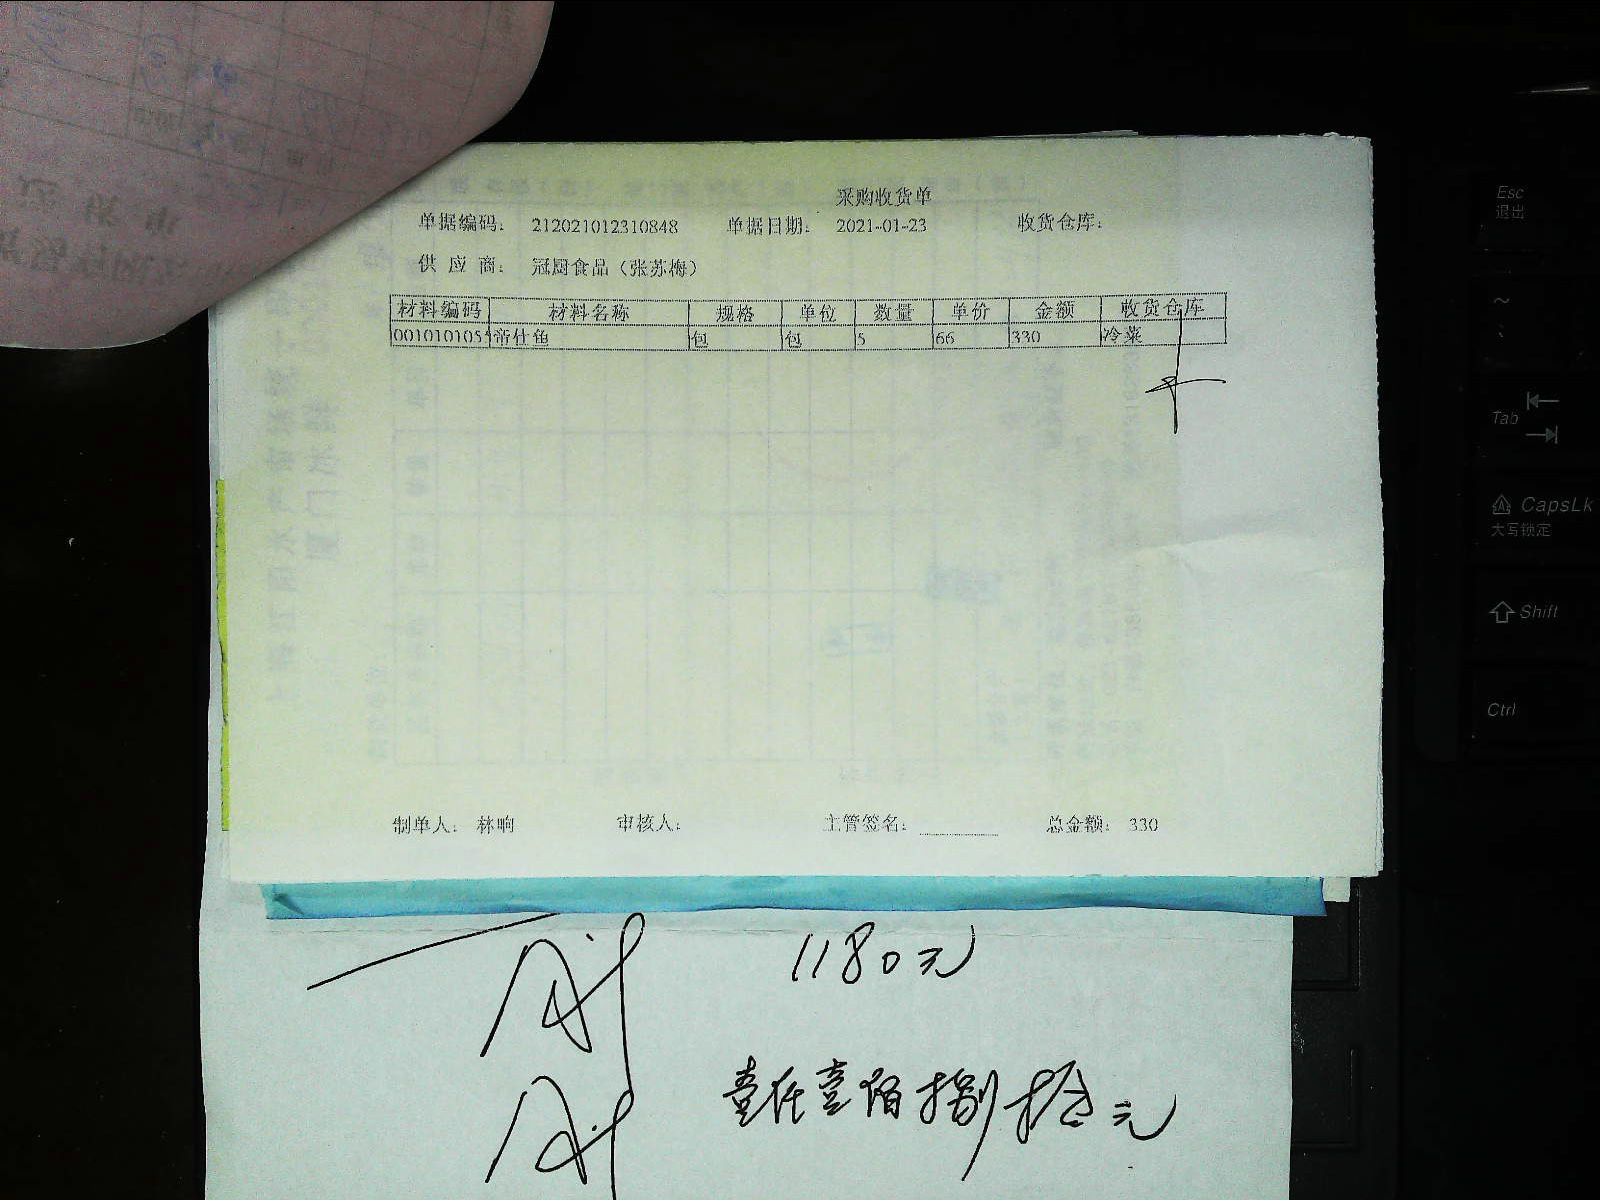 采购收货单
单据编码: 212021012310848 单据日期: 2021-01-23 收货仓库:
供 应 商: 冠厨食品(张苏梅)
材料编码 材料名称 规格 单位 数量 单价 金额 收货仓库
0010101055 帝仕鱼 包 包 5 66 330 冷菜
制单人: 林晌 审核人: 主管签名: 总金额: 330
1180元
壹仟壹佰捌拾元
Esc
退出
~
Tab
CapsLk
大写锁定
Shift
Ctrl